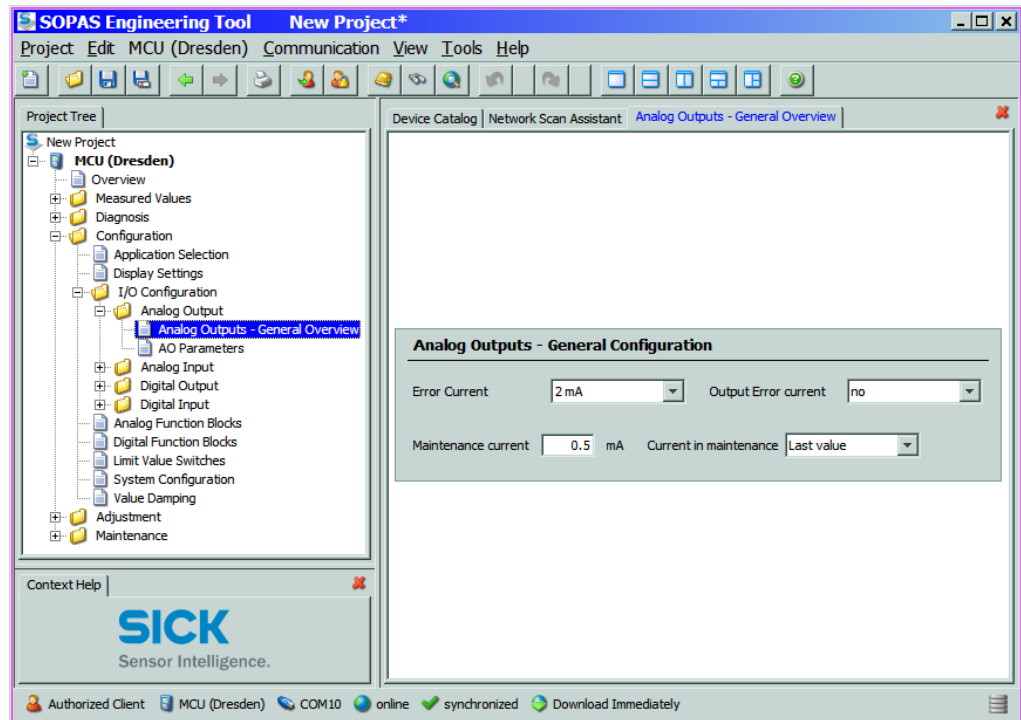 SOPAS Engineering Tool New Project*
Project Edit MCU (Dresden) Communication View Tools Help
Project Tree
New Project
MCU (Dresden)
Overview
Measured Values
Diagnosis
Configuration
Application Selection
Display Settings
I/O Configuration
Analog Output
Analog Outputs - General Overview
AO Parameters
Analog Input
Digital Output
Digital Input
Analog Function Blocks
Digital Function Blocks
Limit Value Switches
System Configuration
Value Damping
Adjustment
Maintenance
Context Help
SICK
Sensor Intelligence.
Device Catalog Network Scan Assistant Analog Outputs - General Overview
Analog Outputs - General Configuration
Error Current 2 mA Output Error current no
Maintenance current 0.5 mA Current in maintenance Last value
Authorized Client MCU (Dresden) COM10 online synchronized Download Immediately